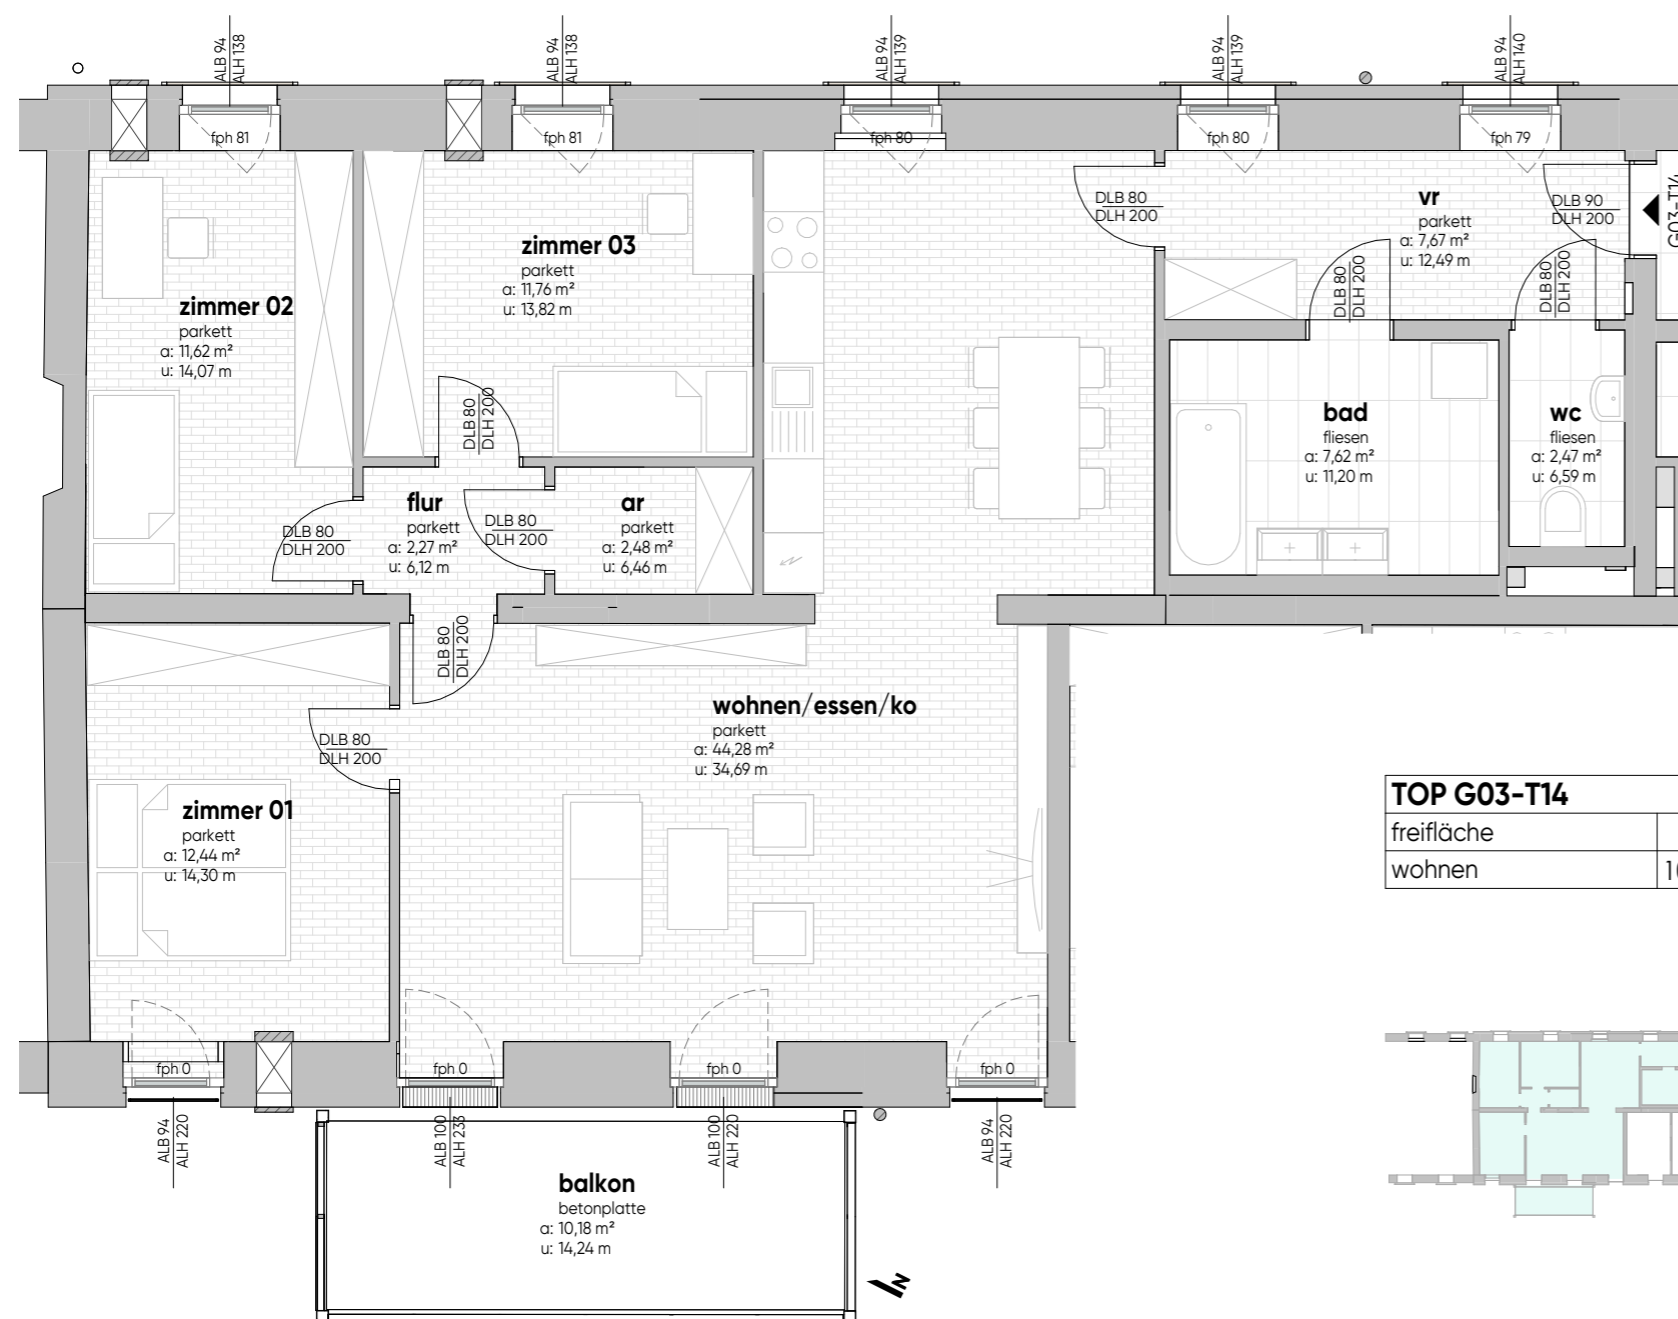 ALB 94
ALH 138
ALB 94
ALH 138
ALB 94
ALH 139
ALB 94
ALH 139
ALB 94
ALH 140
fph 81
fph 81
fph 80
fph 80
fph 79
zimmer 02
parkett
a: 11,62 m²
u: 14,07 m
zimmer 03
parkett
a: 11,76 m²
u: 13,82 m
DLB 80
DLH 200
vr
parkett
a: 7,67 m²
u: 12,49 m
DLB 90
DLH 200
G03-T14
DLB 80
DLH 200
DLB 80
DLH 200
DLB 80
DLH 200
bad
fliesen
a: 7,62 m²
u: 11,20 m
wc
fliesen
a: 2,47 m²
u: 6,59 m
DLB 80
DLH 200
flur
parkett
a: 2,27 m²
u: 6,12 m
DLB 80
DLH 200
ar
parkett
a: 2,48 m²
u: 6,46 m
DLB 80
DLH 200
DLB 80
DLH 200
wohnen/essen/ko
parkett
a: 44,28 m²
u: 34,69 m
zimmer 01
parkett
a: 12,44 m²
u: 14,30 m
TOP G03-T14
freifläche
wohnen
fph 0
fph 0
fph 0
fph 0
ALB 94
ALH 220
ALB 100
ALH 233
ALB 100
ALH 220
ALB 94
ALH 220
balkon
betonplatte
a: 10,18 m²
u: 14,24 m
N